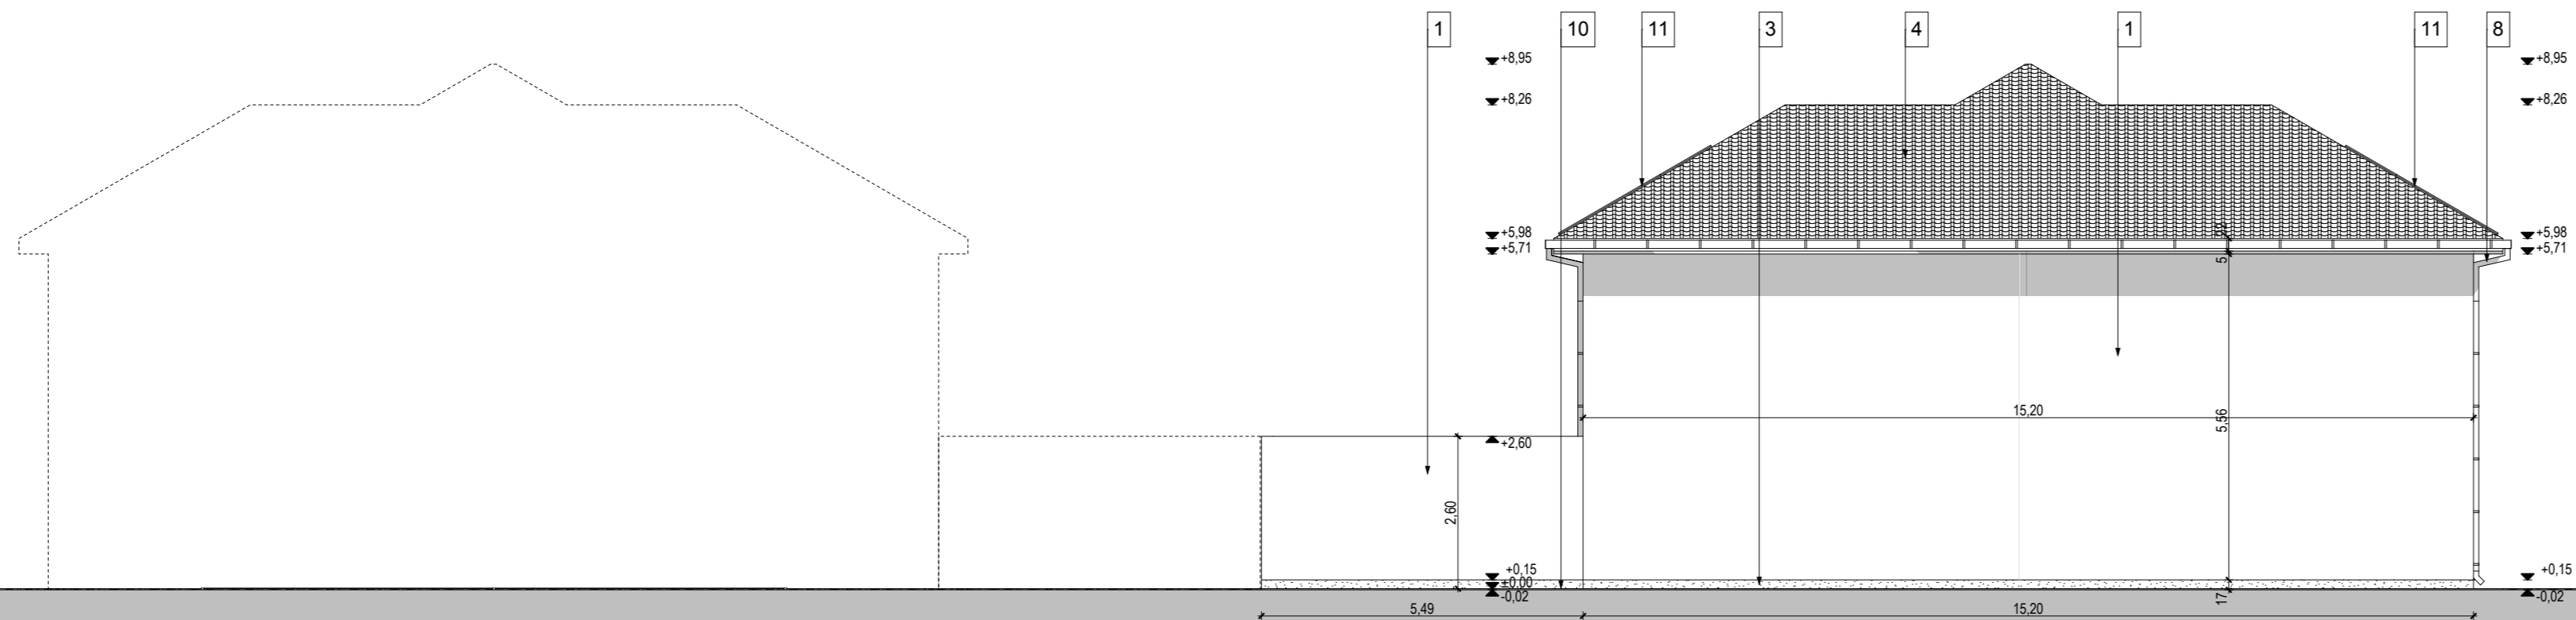 1 10 11 3 4 1 11 8
+8,95 +8,95
+8,26 +8,26
+5,98 22 +5,98
+5,71 5 +5,71
15,20
5,56
+2,60
2,60
+0,15 +0,15
±0,00
-0,02 17 -0,02
5,49 15,20